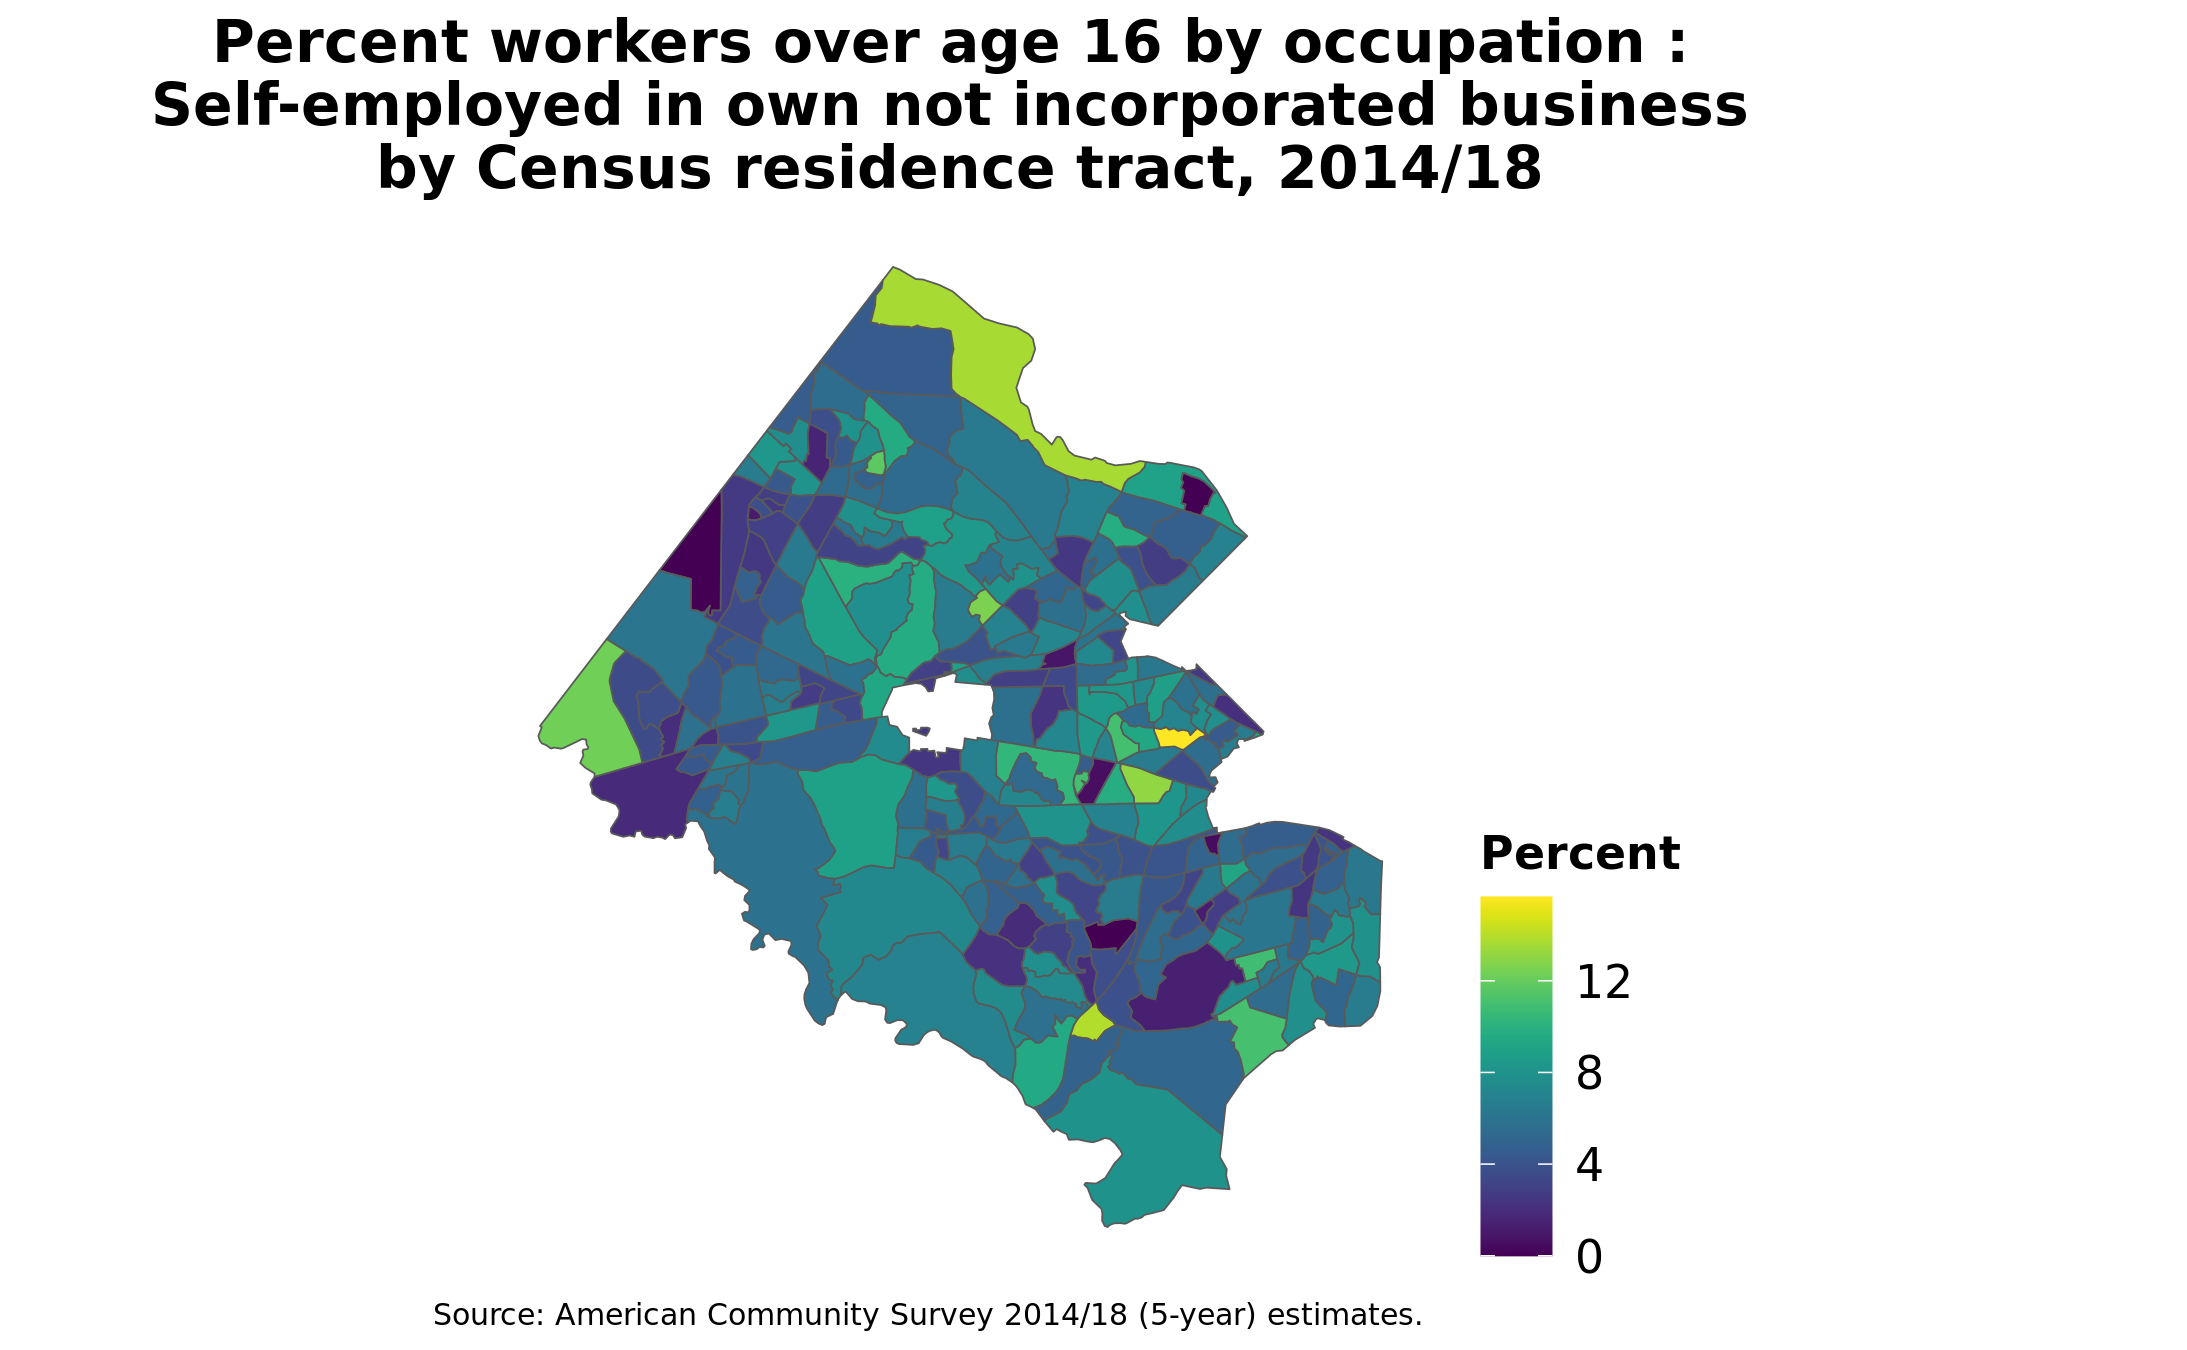 Percent workers over age 16 by occupation :
Self-employed in own not incorporated business
by Census residence tract, 2014/18
Percent
12
8
4
0
Source: American Community Survey 2014/18 (5-year) estimates.